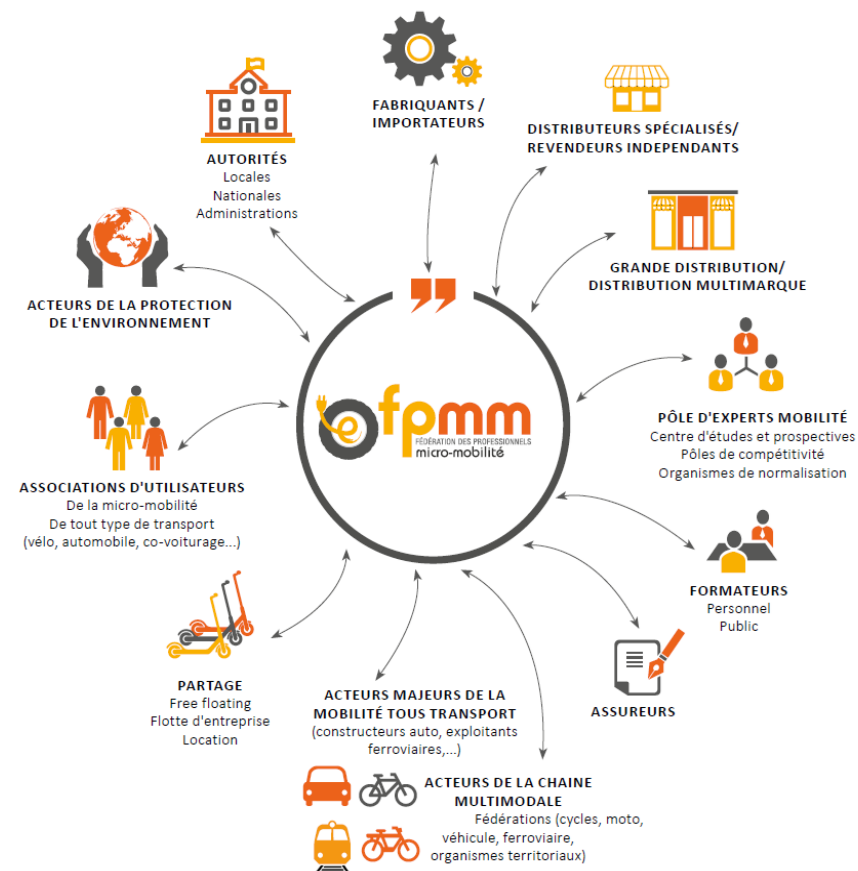 FABRIQUANTS /
IMPORTATEURS
DISTRIBUTEURS SPÉCIALISÉS/
REVENDEURS INDEPENDANTS
GRANDE DISTRIBUTION/
DISTRIBUTION MULTIMARQUE
PÔLE D'EXPERTS MOBILITÉ
Centre d'études et prospectives
Pôles de compétitivité
Organismes de normalisation
FORMATEURS
Personnel
Public
ASSUREURS
ACTEURS DE LA CHAINE
MULTIMODALE
Fédérations (cycles, moto,
véhicule, ferroviaire,
organismes territoriaux)
ACTEURS MAJEURS DE LA
MOBILITÉ TOUS TRANSPORT
(constructeurs auto, exploitants
ferroviaires,...)
PARTAGE
Free floating
Flotte d'entreprise
Location
ASSOCIATIONS D'UTILISATEURS
De la micro-mobilité
De tout type de transport
(vélo, automobile, co-voiturage...)
ACTEURS DE LA PROTECTION
DE L'ENVIRONNEMENT
AUTORITÉS
Locales
Nationales
Administrations
e fpmm
FÉDÉRATION DES PROFESSIONNELS
micro-mobilité